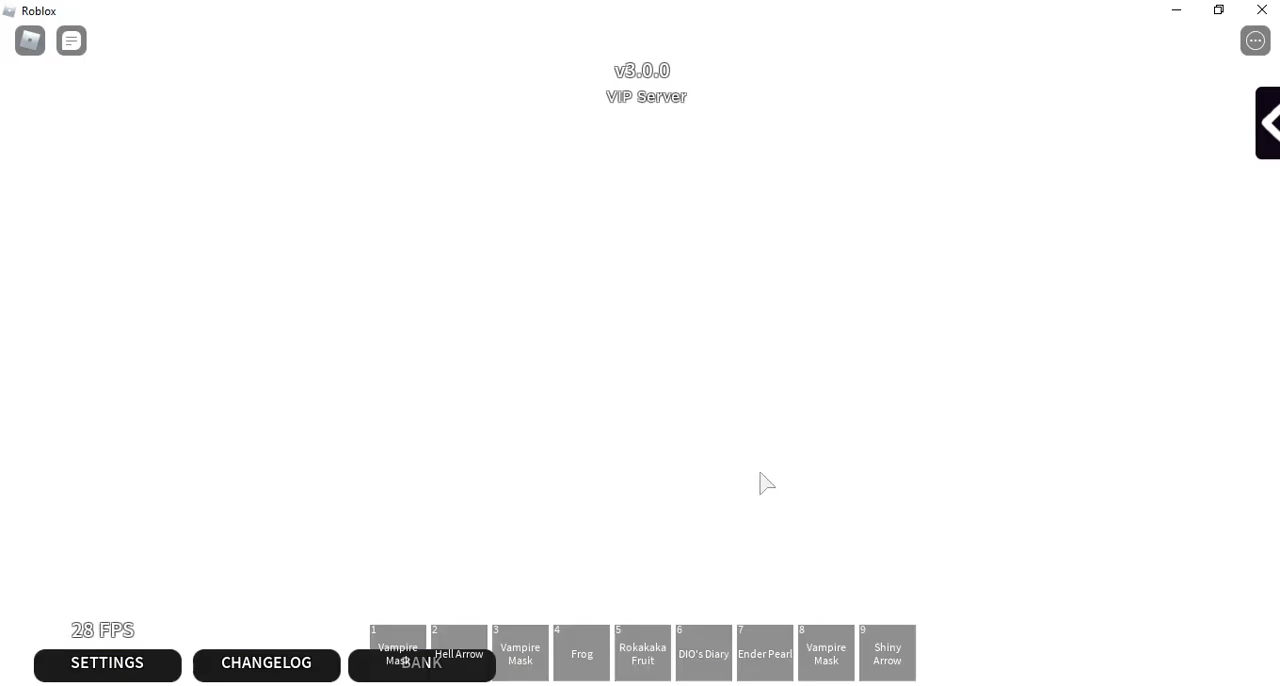 Roblox
v3.0.0
VIP Server
28 FPS
SETTINGS
CHANGELOG
BANK
1
Vampire
Mask
2
Hell Arrow
3
Vampire
Mask
4
Frog
5
Rokakaka
Fruit
6
DIO's Diary
7
Ender Pearl
8
Vampire
Mask
9
Shiny
Arrow